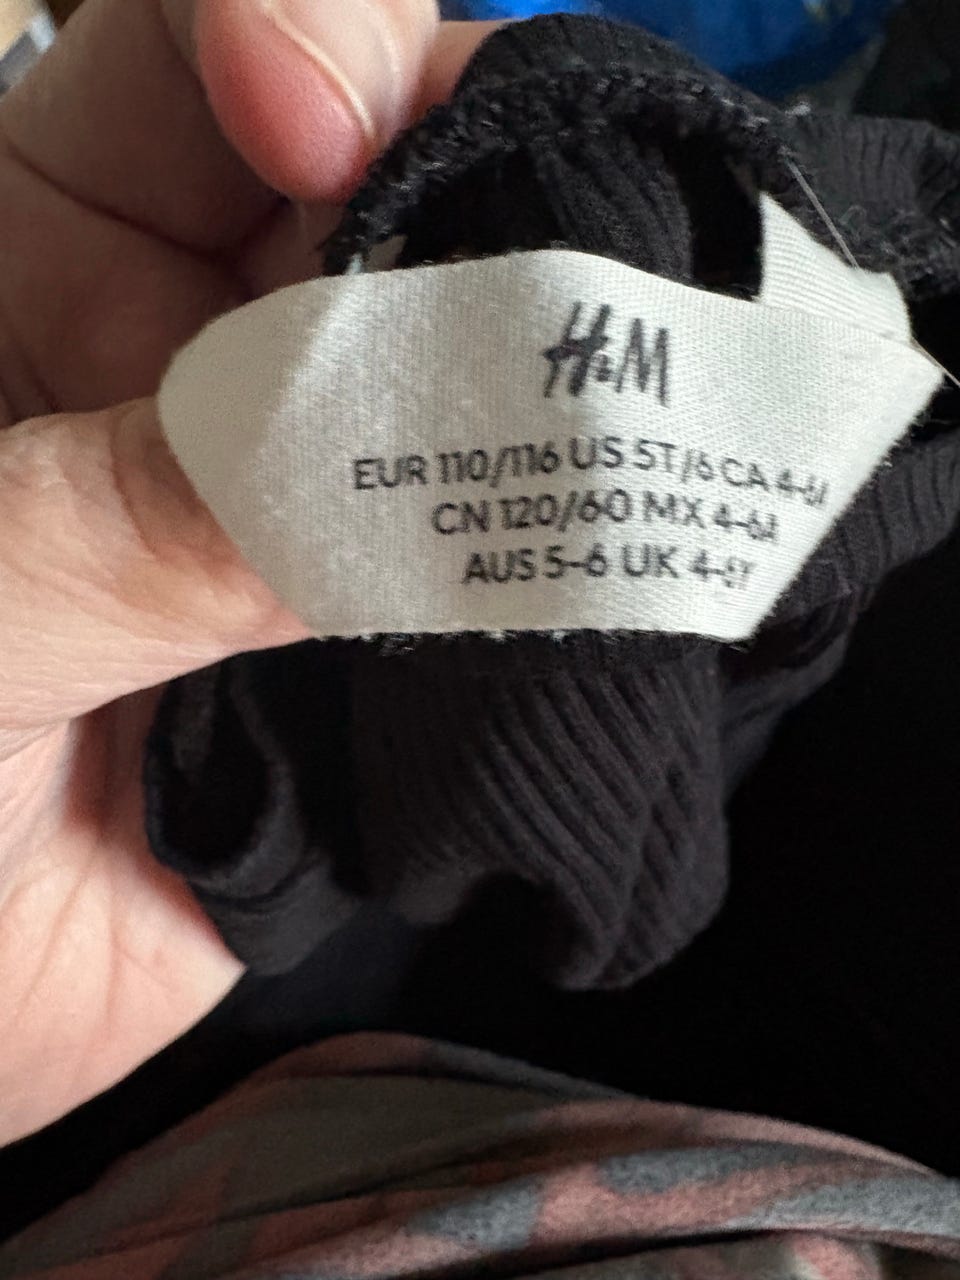 H&M
EUR 110/116 US 5T/6 CA 4-6
CN 120/60 MX 4-6A
AUS 5-6 UK 4-6Y